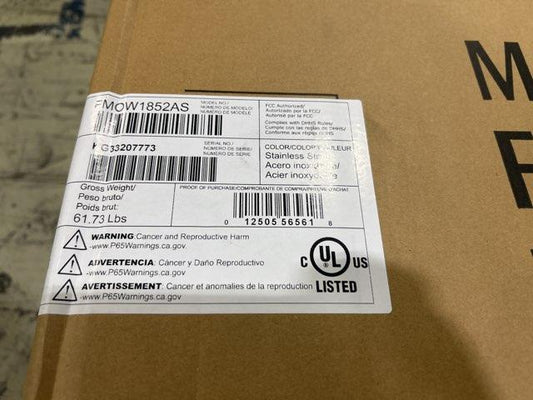 FMOW1852AS
MODEL NO./
NÚMERO DE MODELO/
NUMÉRO DE MODÈLE
FCC Authorized/
Autorizado por la FCC/
Autorisé par la FCC
Complies with DHHS Rules/
Cumple con las reglas de DHHS/
Conforme aux règles DHHS
KG33207773
SERIAL NO./
NÚMERO DE SERIE/
NUMÉRO DE SÉRIE
COLOR/COLOR/COULEUR
Stainless Steel/
Acero inoxydable/
Acier inoxydable
Gross Weight/
Peso bruto/
Poids brut:
61.73 Lbs
PROOF OF PURCHASE/COMPROBANTE DE COMPRA/PREUVE D'ACHAT
0 12505 56561 8
WARNING: Cancer and Reproductive Harm
-www.P65Warnings.ca.gov
ADVERTENCIA: Cáncer y Daño Reproductivo
-www.P65Warnings.ca.gov
AVERTISSEMENT: Cancer et anomalies de la reproduction
-www.P65Warnings.ca.gov
C UL US
LISTED
M
F